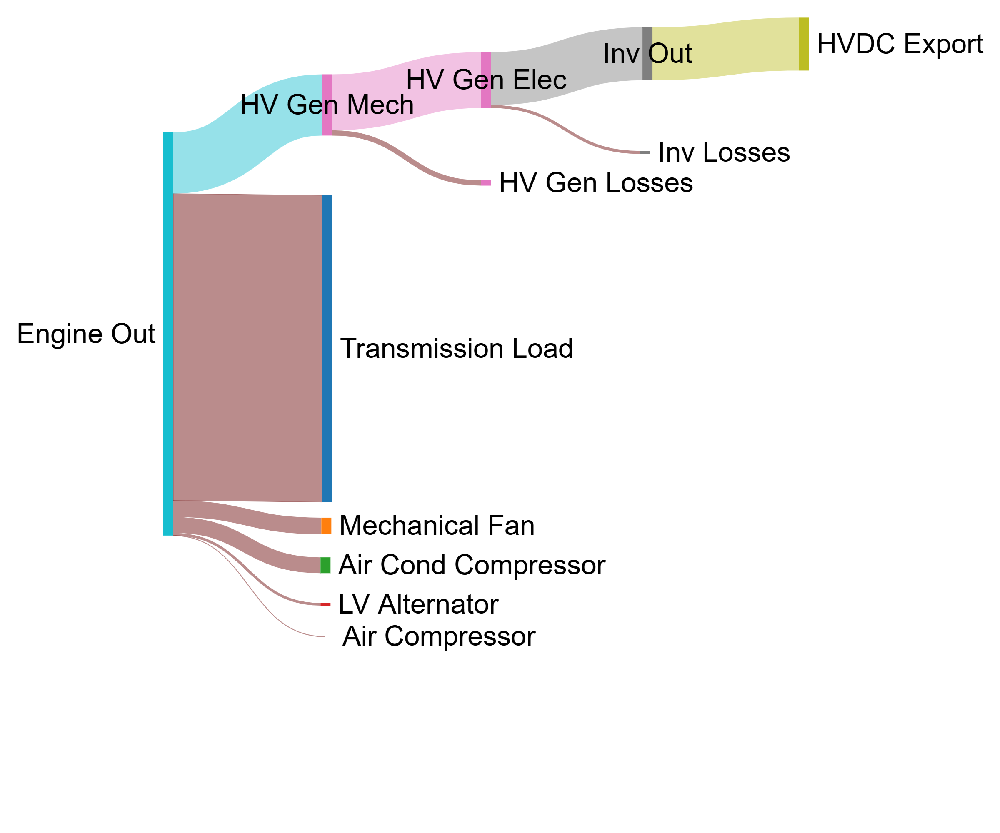 HVDC Export
Inv Out
HV Gen Elec
HV Gen Mech
Inv Losses
HV Gen Losses
Engine Out
Transmission Load
Mechanical Fan
Air Cond Compressor
LV Alternator
Air Compressor